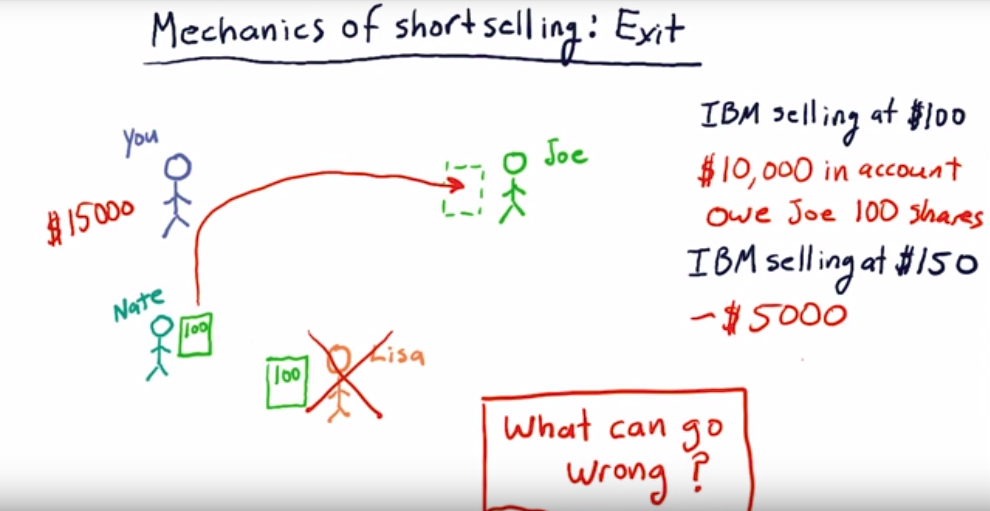 Mechanics of shortselling: Exit
You
$15000
Joe
Nate
100
100
Lisa
IBM selling at $100
$10,000 in account
owe Joe 100 shares
IBM selling at $150
-$5000
What can go
wrong?